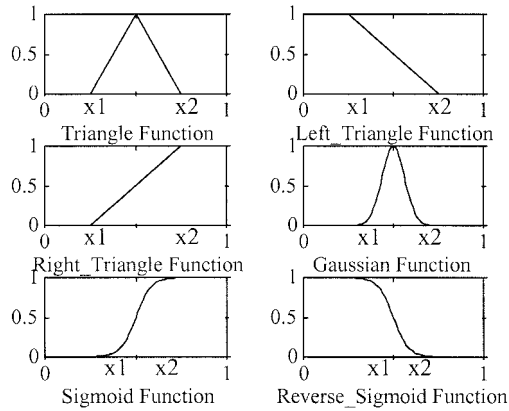 1
1
0.5
0.5
0
0
0 x1 x2 1
0 x1 x2 1
Triangle Function
Left_Triangle Function
1
1
0.5
0.5
0
0
0 x1 x2 1
0 x1 x2 1
Right_Triangle Function
Gaussian Function
1
1
0.5
0.5
0
0
0 x1 x2 1
0 x1 x2 1
Sigmoid Function
Reverse_Sigmoid Function